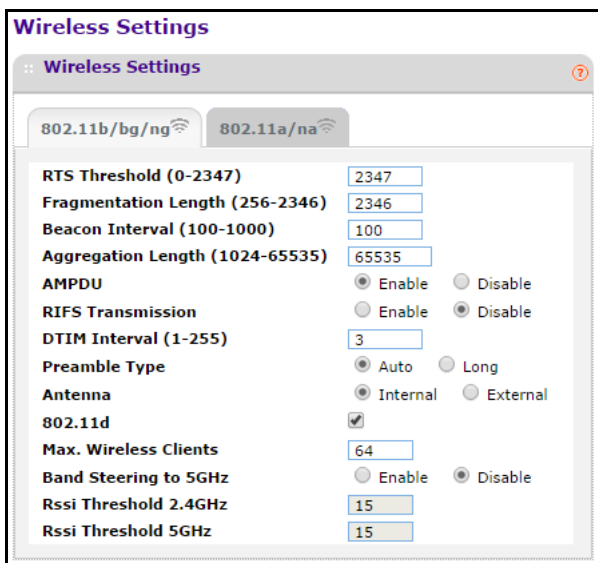 Wireless Settings
:: Wireless Settings ?
802.11b/bg/ng 802.11a/na
RTS Threshold (0-2347) 2347
Fragmentation Length (256-2346) 2346
Beacon Interval (100-1000) 100
Aggregation Length (1024-65535) 65535
AMPDU Enable Disable
RIFS Transmission Enable Disable
DTIM Interval (1-255) 3
Preamble Type Auto Long
Antenna Internal External
802.11d
Max. Wireless Clients 64
Band Steering to 5GHz Enable Disable
Rssi Threshold 2.4GHz 15
Rssi Threshold 5GHz 15